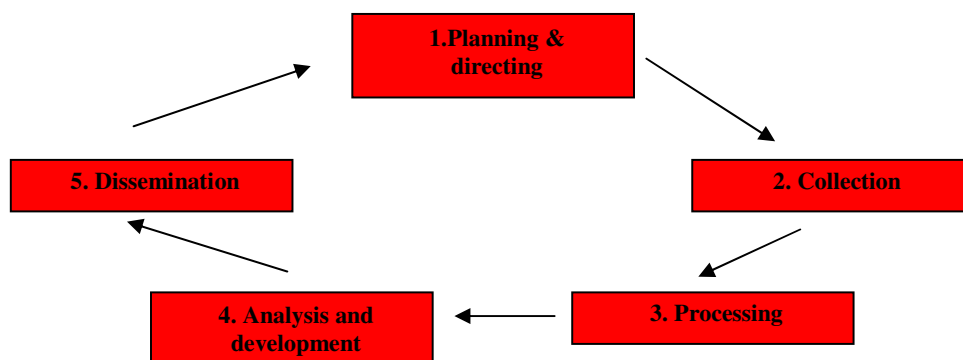 1.Planning &
directing
2. Collection
3. Processing
4. Analysis and
development
5. Dissemination